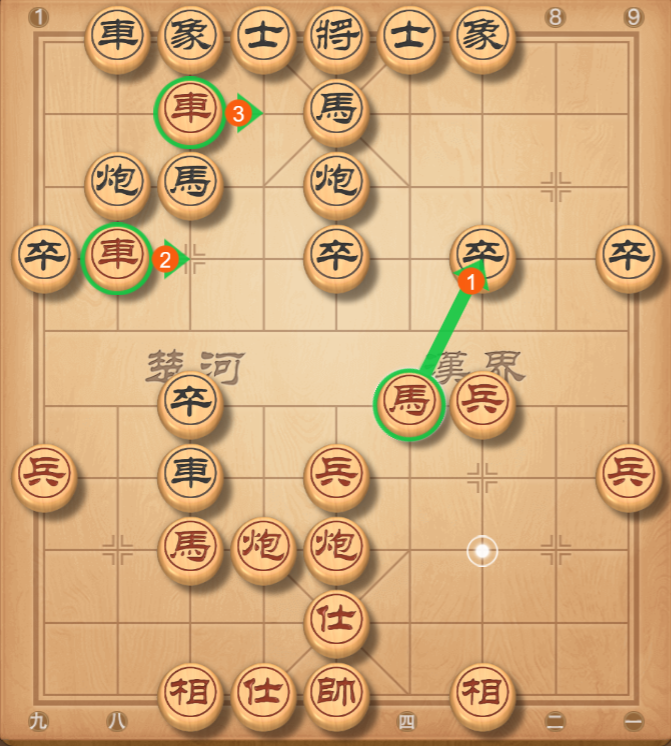 1 8 9
車 象 士 將 士 象
車 3 馬
炮 馬 炮
卒 車 2 卒 卒 1 卒
楚河 漢界
卒 馬 兵
兵 車 兵 兵
馬 炮 炮
仕
相 仕 帥 相
九 八 四 二 一